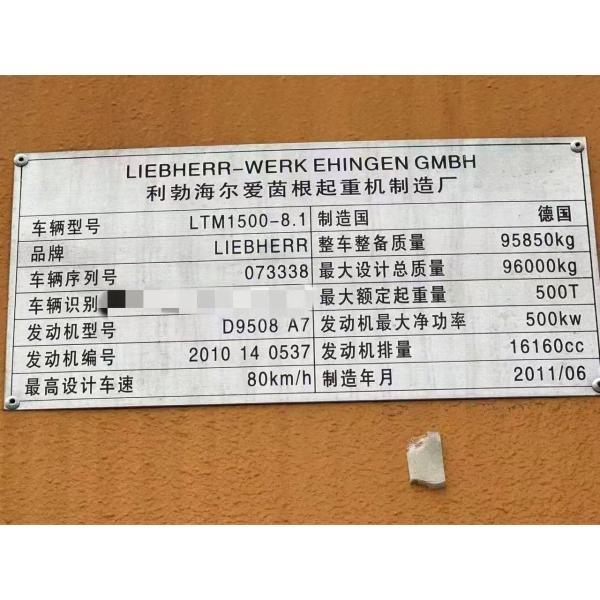 LIEBHERR-WERK EHINGEN GMBH
利勃海尔爱茵根起重机制造厂
车辆型号 LTM1500-8.1 制造国 德国
品牌 LIEBHERR 整车整备质量 95850kg
车辆序列号 073338 最大设计总质量 96000kg
车辆识别 最大额定起重量 500T
发动机型号 D9508 A7 发动机最大净功率 500kw
发动机编号 2010 14 0537 发动机排量 16160cc
最高设计车速 80km/h 制造年月 2011/06